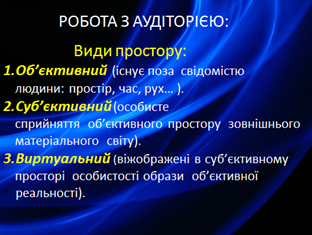 РОБОТА З АУДІТОРІЄЮ:
Види простору:
1.Об’єктивний (існує поза свідомістю
людини: простір, час, рух... ).
2.Суб’єктивний(особисте
сприйняття об’єктивного простору зовнішнього
матеріального світу).
3.Виртуальний (віжображені в суб’єктивному
просторі особистості образи об’єктивної
реальності).